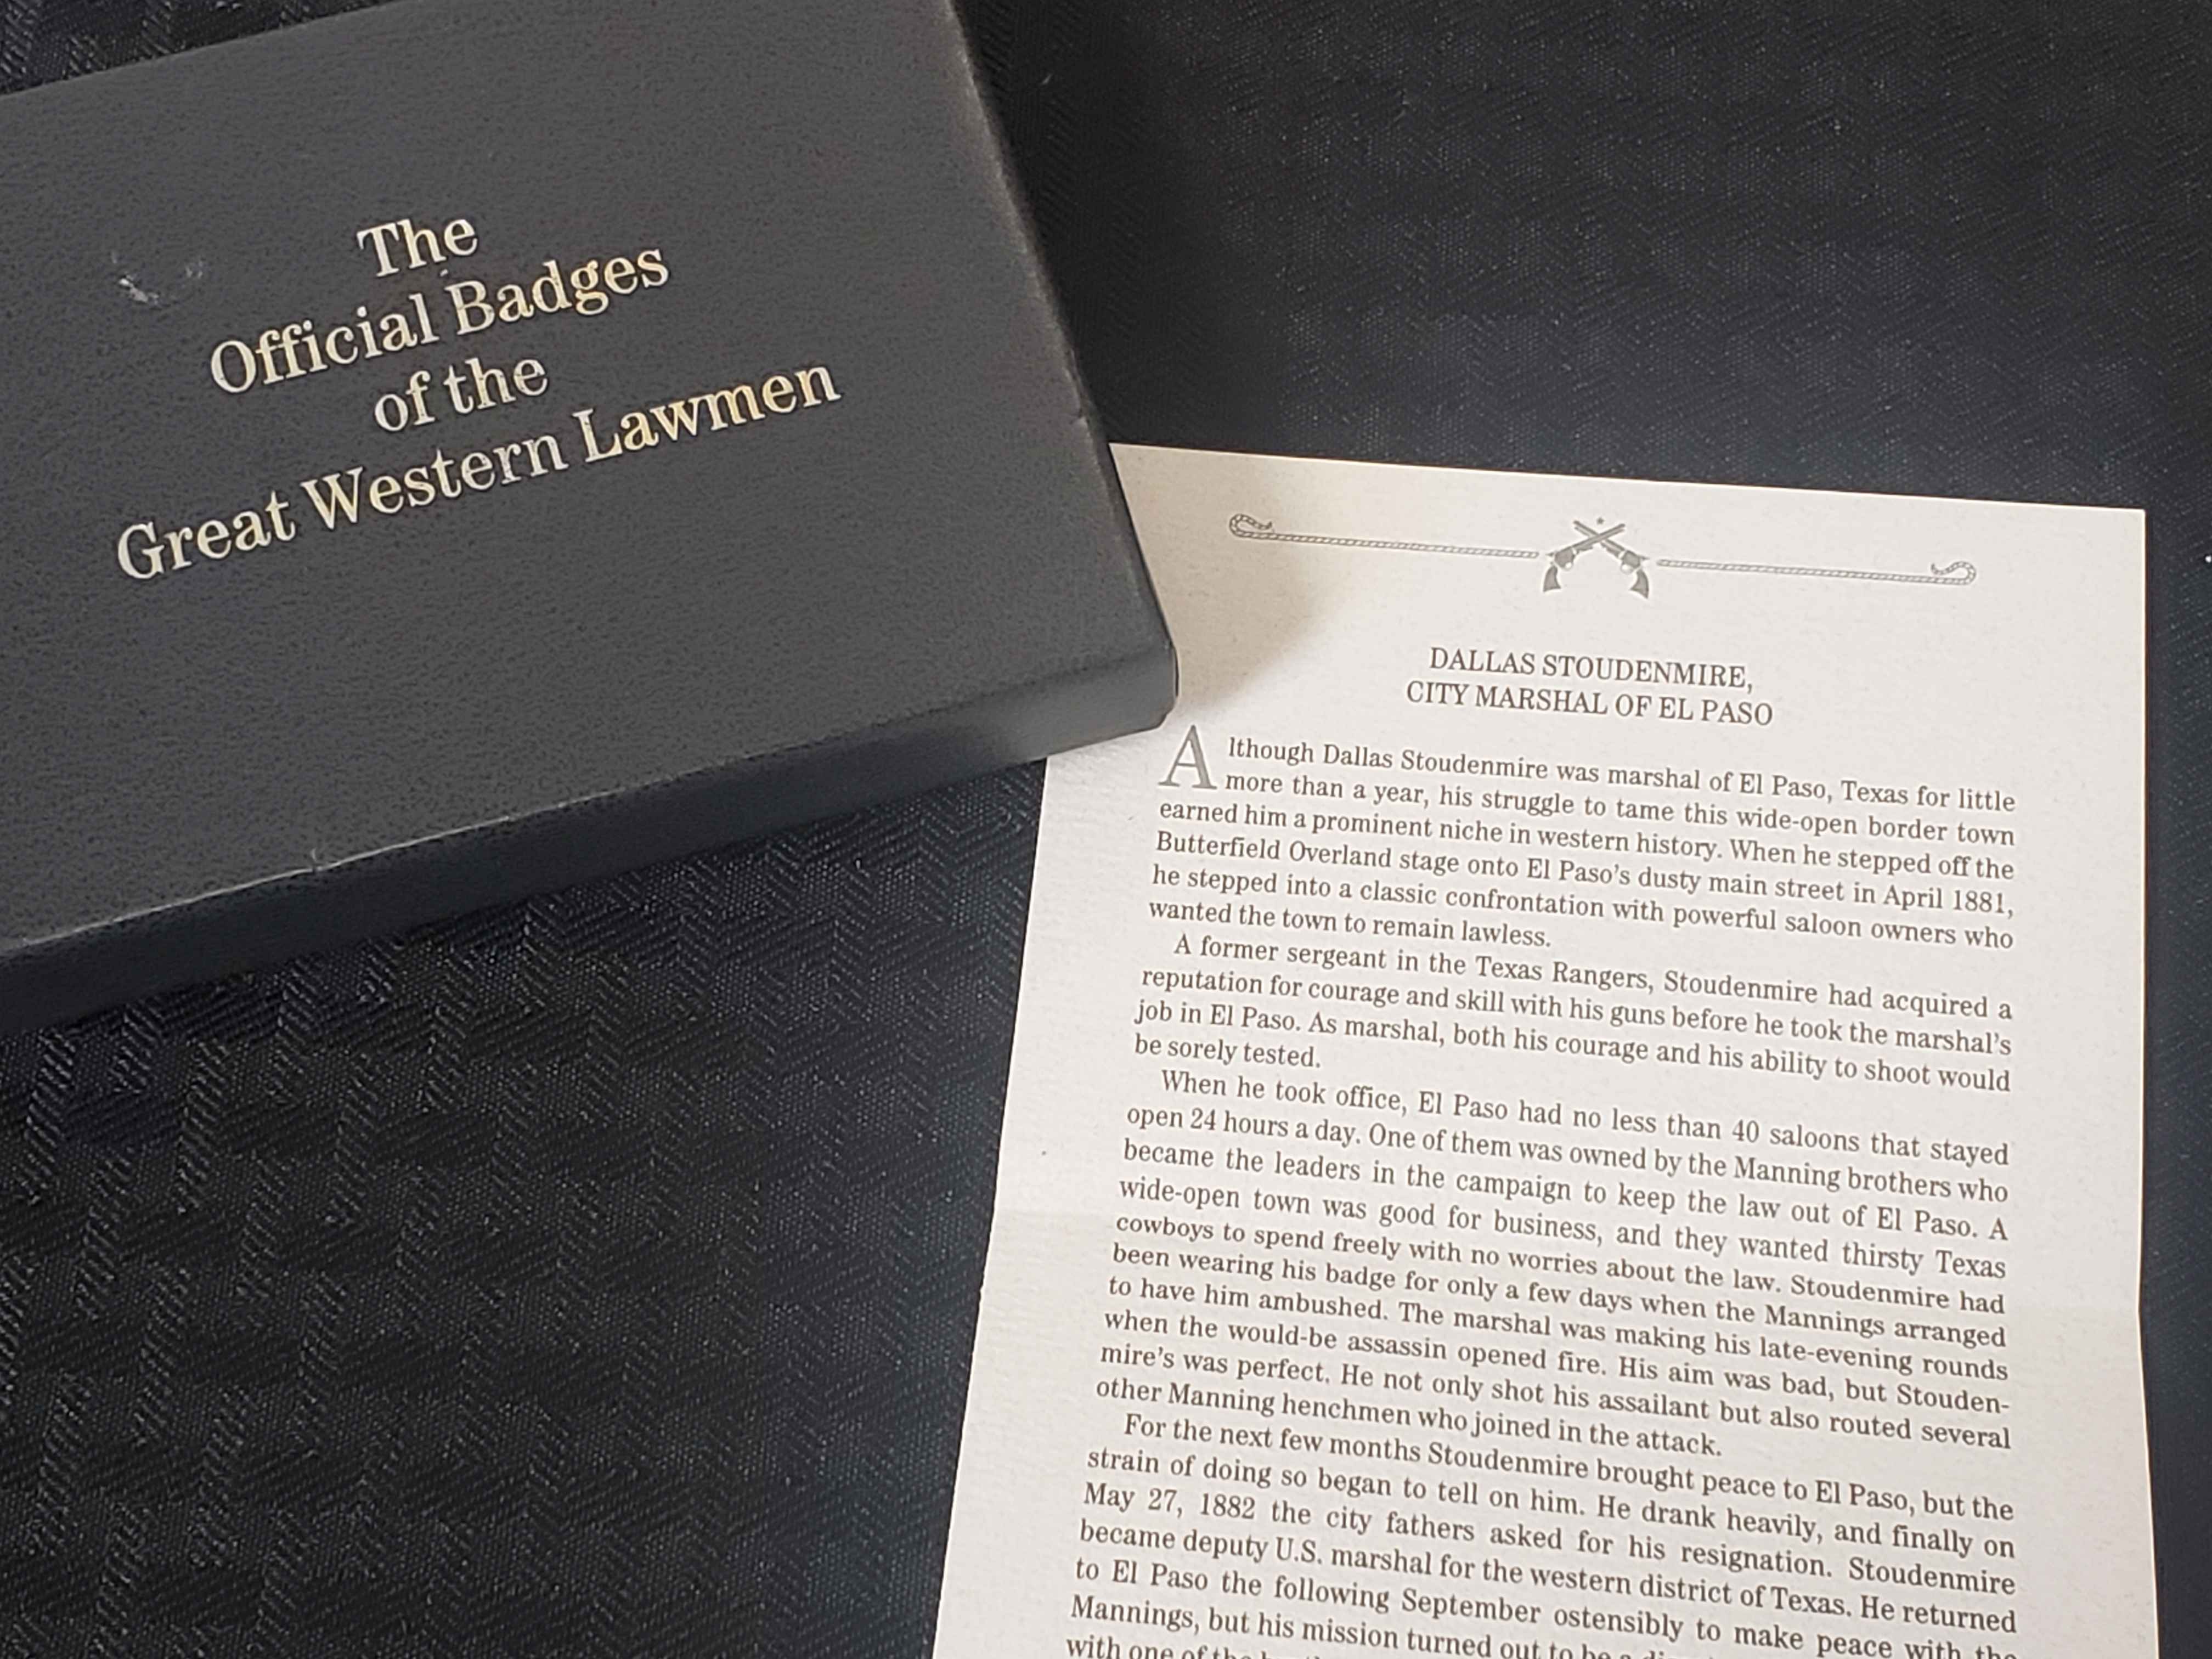 The
Official Badges
of the
Great Western Lawmen
DALLAS STOUDENMIRE,
CITY MARSHAL OF EL PASO
Although Dallas Stoudenmire was marshal of El Paso, Texas for little
more than a year, his struggle to tame this wide-open border town
earned him a prominent niche in western history. When he stepped off the
Butterfield Overland stage onto El Paso's dusty main street in April 1881,
he stepped into a classic confrontation with powerful saloon owners who
wanted the town to remain lawless.
A former sergeant in the Texas Rangers, Stoudenmire had acquired a
reputation for courage and skill with his guns before he took the marshal's
job in El Paso. As marshal, both his courage and his ability to shoot would
be sorely tested.
When he took office, El Paso had no less than 40 saloons that stayed
open 24 hours a day. One of them was owned by the Manning brothers who
became the leaders in the campaign to keep the law out of El Paso. A
wide-open town was good for business, and they wanted thirsty Texas
cowboys to spend freely with no worries about the law. Stoudenmire had
been wearing his badge for only a few days when the Mannings arranged
to have him ambushed. The marshal was making his late-evening rounds
when the would-be assassin opened fire. His aim was bad, but Stouden-
mire's was perfect. He not only shot his assailant but also routed several
other Manning henchmen who joined in the attack.
For the next few months Stoudenmire brought peace to El Paso, but the
strain of doing so began to tell on him. He drank heavily, and finally on
May 27, 1882 the city fathers asked for his resignation. Stoudenmire
became deputy U.S. marshal for the western district of Texas. He returned
to El Paso the following September ostensibly to make peace with the
Mannings, but his mission turned out to be a
with one of the